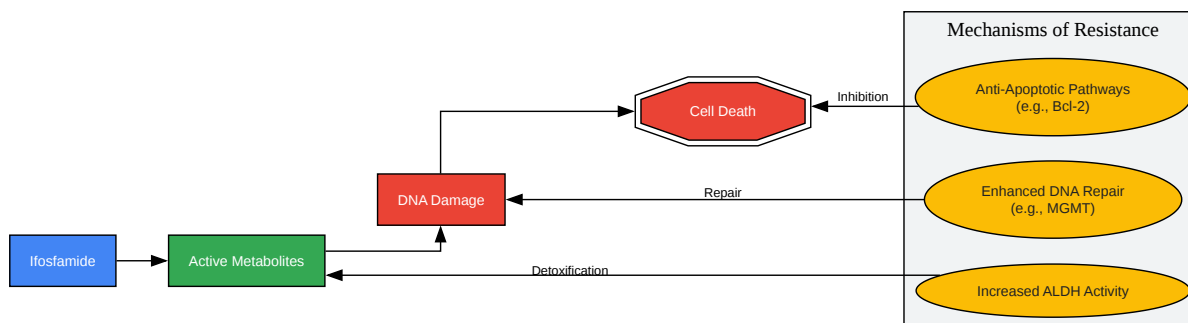 Mechanisms of Resistance
Anti-Apoptotic Pathways
(e.g., Bcl-2)
Inhibition
Cell Death
Enhanced DNA Repair
(e.g., MGMT)
Repair
DNA Damage
Ifosfamide
Active Metabolites
Detoxification
Increased ALDH Activity